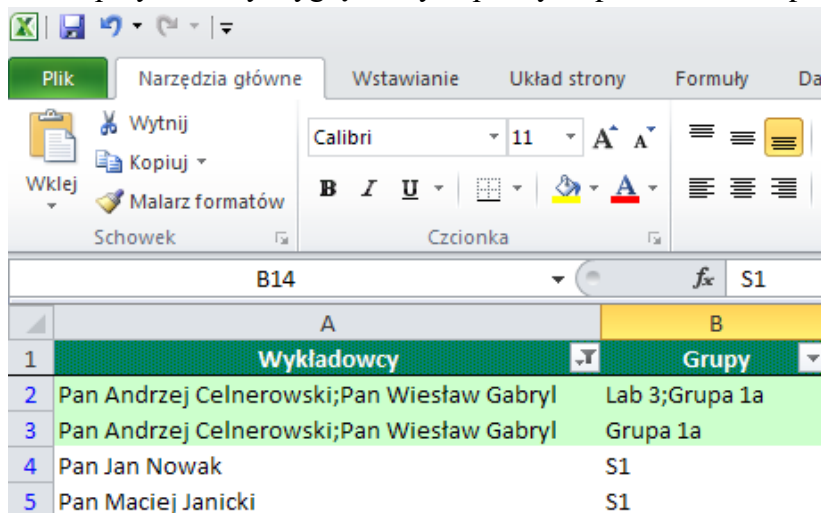 Plik Narzędzia główne Wstawianie Układ strony Formuły Da
Wytnij
Kopiuj
Wklej
Malarz formatów
Calibri 11 A A
B I U A
Schowek Czcionka
B14 fx S1
A B
1 Wykładowcy Grupy
2 Pan Andrzej Celnerowski;Pan Wiesław Gabryl Lab 3;Grupa 1a
3 Pan Andrzej Celnerowski;Pan Wiesław Gabryl Grupa 1a
4 Pan Jan Nowak S1
5 Pan Maciej Janicki S1